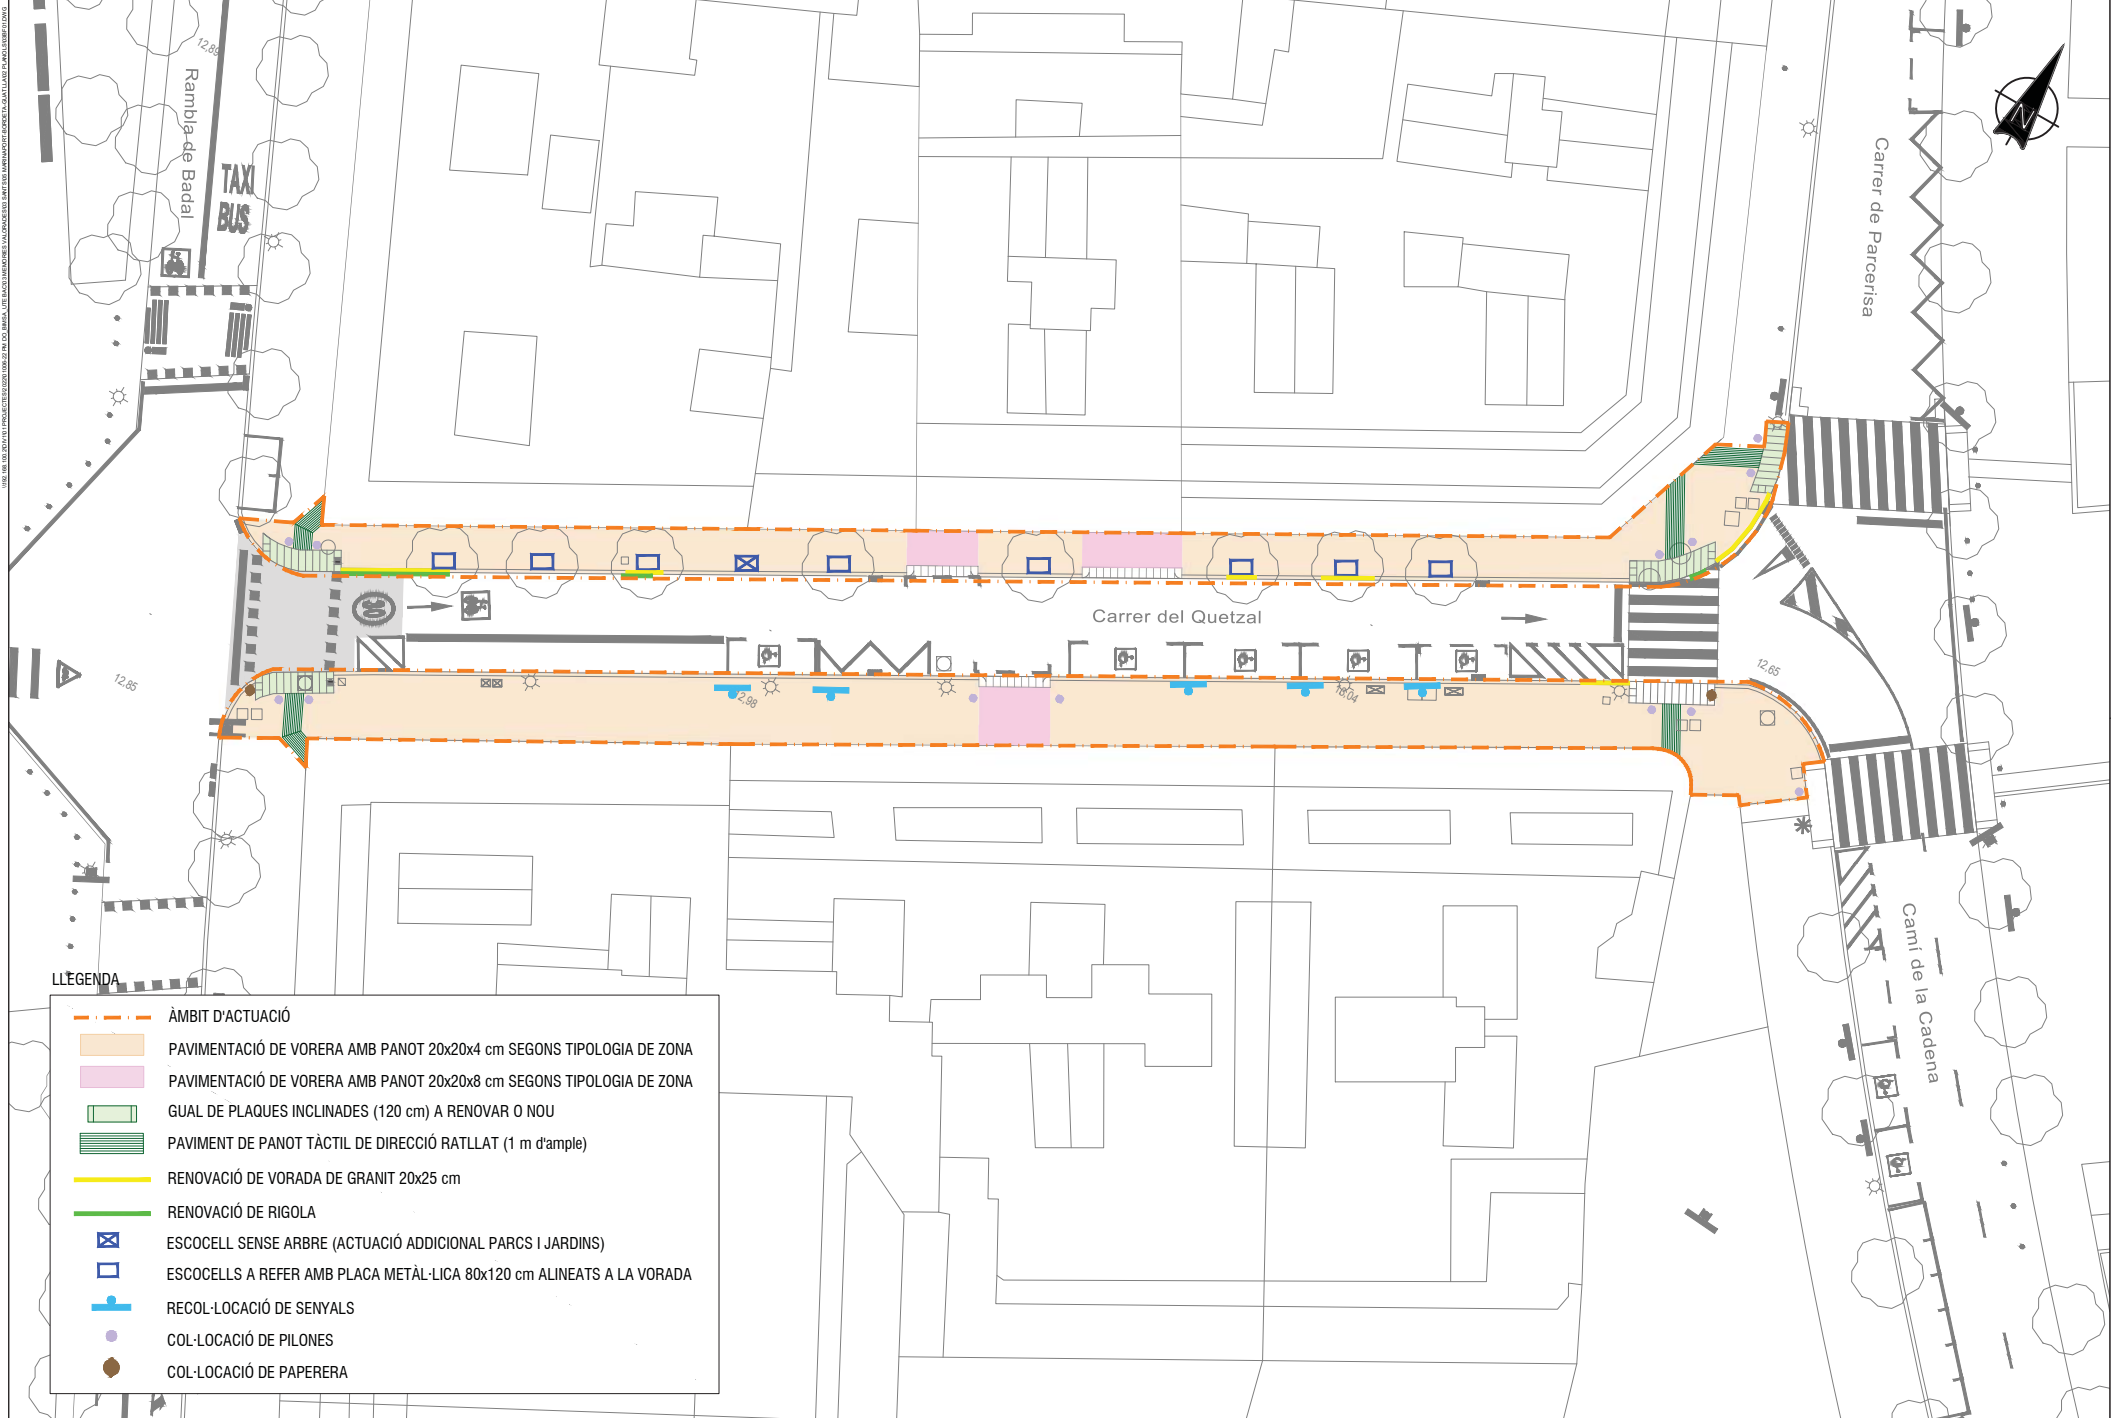 12,89
Rambla de Badal
TAXI
BUS
N
Carrer de Parcerisa
30
Carrer del Quetzal
12,85
12,65
LLEGENDA
ÀMBIT D'ACTUACIÓ
PAVIMENTACIÓ DE VORERA AMB PANOT 20x20x4 cm SEGONS TIPOLOGIA DE ZONA
PAVIMENTACIÓ DE VORERA AMB PANOT 20x20x8 cm SEGONS TIPOLOGIA DE ZONA
GUAL DE PLAQUES INCLINADES (120 cm) A RENOVAR O NOU
PAVIMENT DE PANOT TÀCTIL DE DIRECCIÓ RATLLAT (1 m d'ample)
RENOVACIÓ DE VORADA DE GRANIT 20x25 cm
RENOVACIÓ DE RIGOLA
ESCOCELL SENSE ARBRE (ACTUACIÓ ADDICIONAL PARCS I JARDINS)
ESCOCELLS A REFER AMB PLACA METÀL·LICA 80x120 cm ALINEATS A LA VORADA
RECOL·LOCACIÓ DE SENYALS
COL·LOCACIÓ DE PILONES
COL·LOCACIÓ DE PAPERERA
Camí de la Cadena